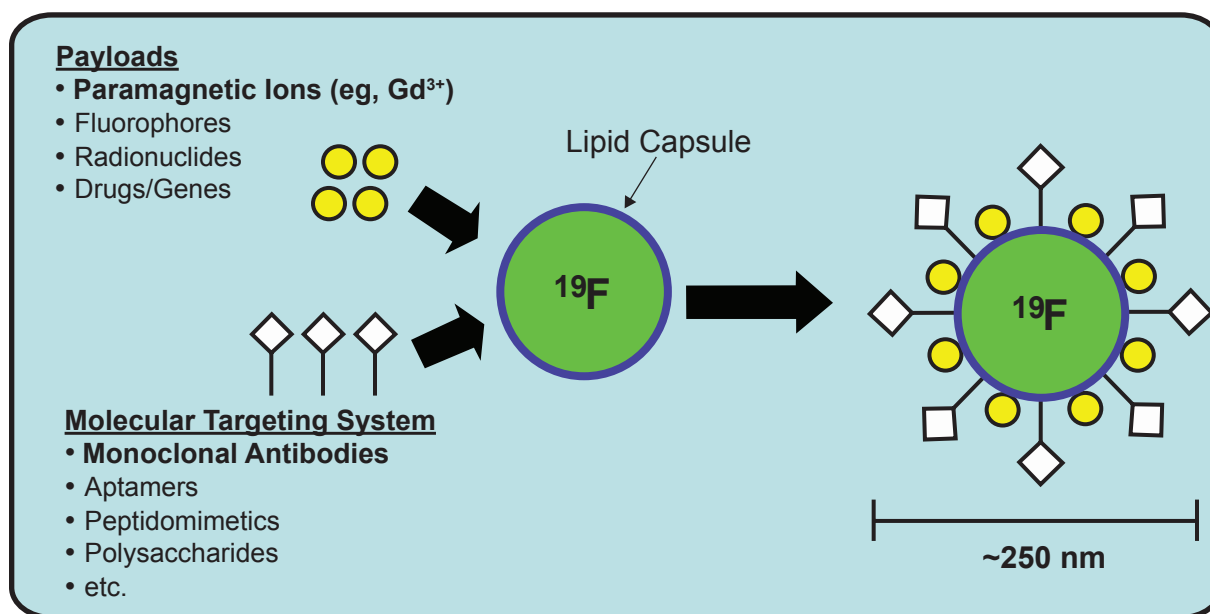 Payloads
• Paramagnetic Ions (eg, Gd³⁺)
• Fluorophores
• Radionuclides
• Drugs/Genes
Lipid Capsule
¹⁹F
¹⁹F
Molecular Targeting System
• Monoclonal Antibodies
• Aptamers
• Peptidomimetics
• Polysaccharides
• etc.
~250 nm